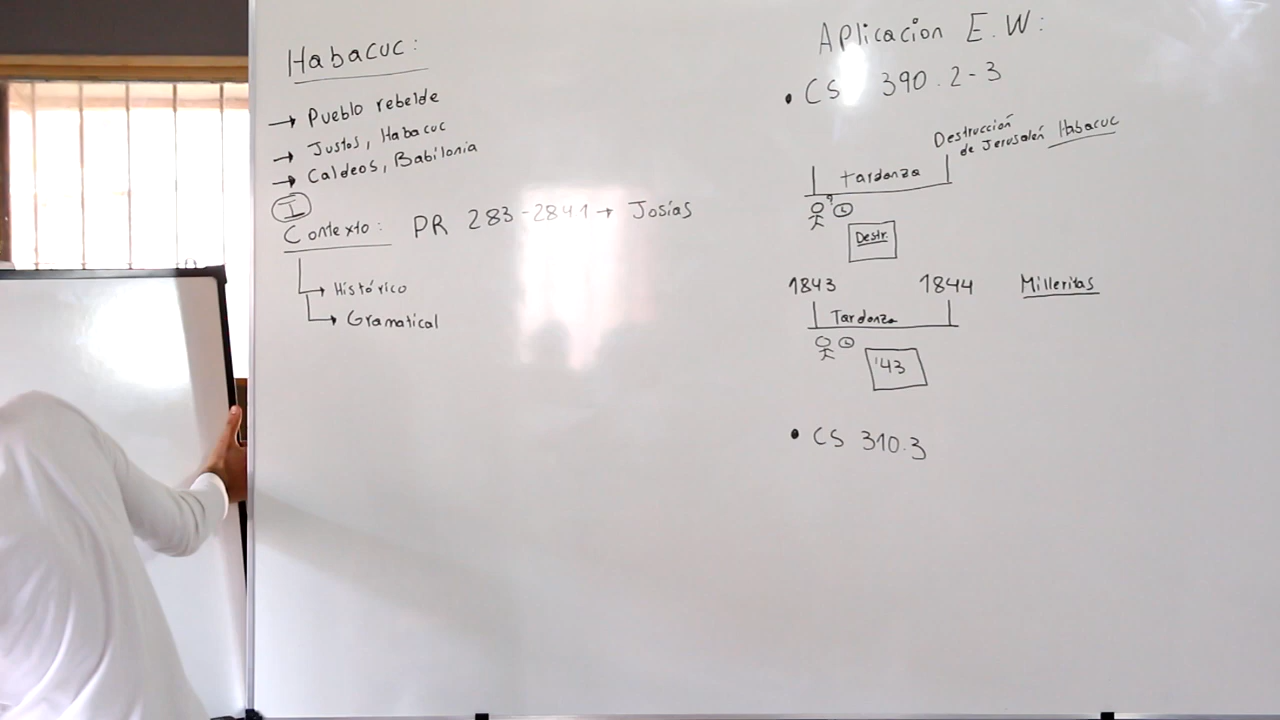 Habacuc:
→ Pueblo rebelde
→ Justos, Habacuc
→ Caldeos, Babilonia
I
Contexto: PR 283-2841 → Josías
→ Histórico
→ Gramatical
Aplicacion E.W:
• CS 390.2-3
Destrucción
de Jerusalén Habacuc
tardanza
?
Destr.
1843 1844 Milleritas
Tardanza
'43
• CS 310.3